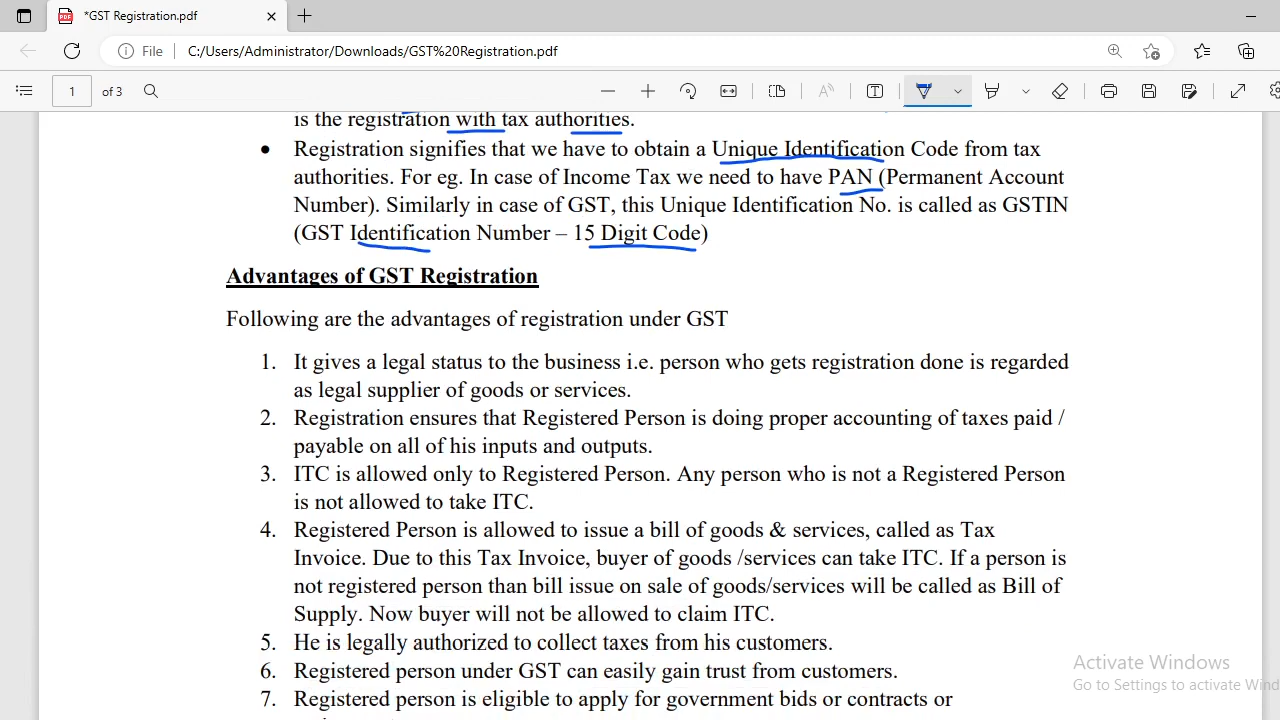 *GST Registration.pdf
File
C:/Users/Administrator/Downloads/GST%20Registration.pdf
1 of 3
is the registration with tax authorities.
• Registration signifies that we have to obtain a Unique Identification Code from tax
authorities. For eg. In case of Income Tax we need to have PAN (Permanent Account
Number). Similarly in case of GST, this Unique Identification No. is called as GSTIN
(GST Identification Number – 15 Digit Code)
Advantages of GST Registration
Following are the advantages of registration under GST
1. It gives a legal status to the business i.e. person who gets registration done is regarded
as legal supplier of goods or services.
2. Registration ensures that Registered Person is doing proper accounting of taxes paid /
payable on all of his inputs and outputs.
3. ITC is allowed only to Registered Person. Any person who is not a Registered Person
is not allowed to take ITC.
4. Registered Person is allowed to issue a bill of goods & services, called as Tax
Invoice. Due to this Tax Invoice, buyer of goods /services can take ITC. If a person is
not registered person than bill issue on sale of goods/services will be called as Bill of
Supply. Now buyer will not be allowed to claim ITC.
5. He is legally authorized to collect taxes from his customers.
6. Registered person under GST can easily gain trust from customers.
7. Registered person is eligible to apply for government bids or contracts or
Activate Windows
Go to Settings to activate Wind